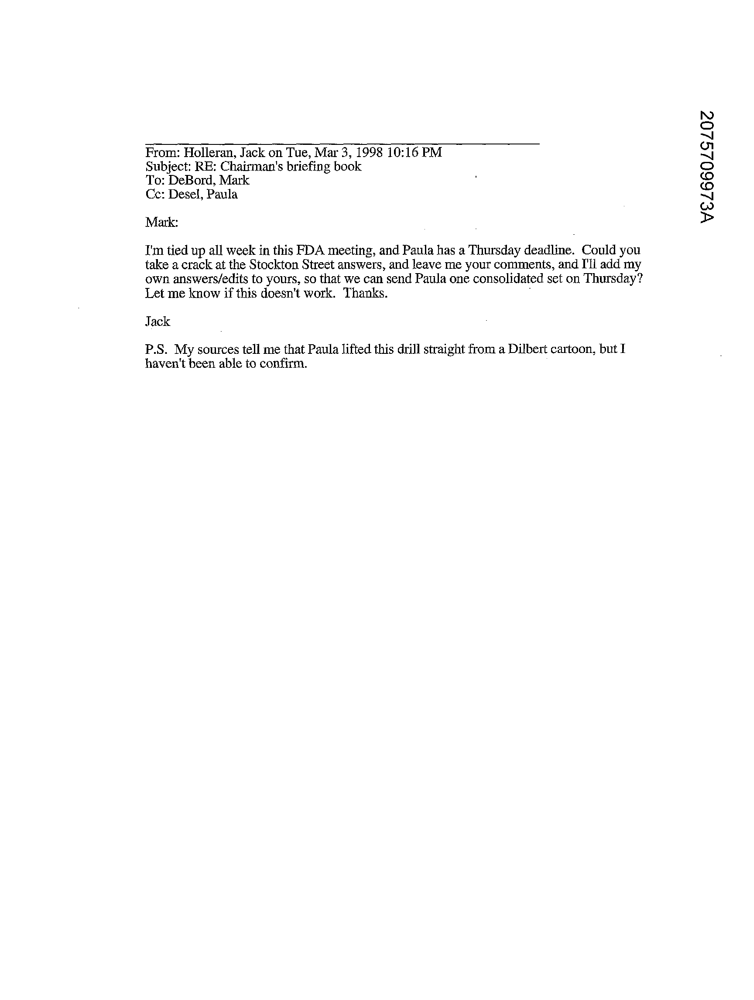 From: Holleran, Jack on Tue, Mar 3, 1998 10:16 PM
Subject: RE: Chairman's briefing book
To: DeBord, Mark
Cc: Desel, Paula
Mark:
I'm tied up all week in this FDA meeting, and Paula has a Thursday deadline. Could you
take a crack at the Stockton Street answers, and leave me your comments, and I'll add my
own answers/edits to yours, so that we can send Paula one consolidated set on Thursday?
Let me know if this doesn't work. Thanks.
Jack
P.S. My sources tell me that Paula lifted this drill straight from a Dilbert cartoon, but I
haven't been able to confirm.
2075709973A